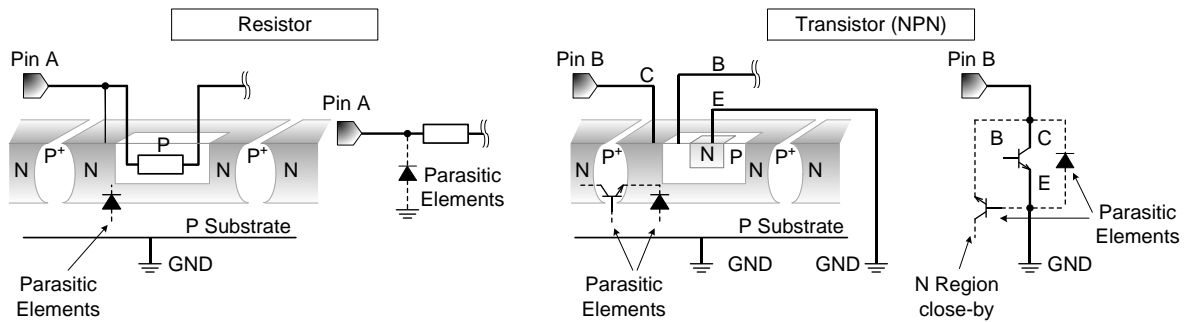 Resistor
Transistor (NPN)
Pin A
Pin B
C
B
E
Pin B
Pin A
N
P+
N
P
N
P+
N
Parasitic
Elements
P Substrate
GND
Parasitic
Elements
N
P+
N
N
P
N
P+
N
P Substrate
GND
GND
Parasitic
Elements
B
C
E
Parasitic
Elements
GND
N Region
close-by